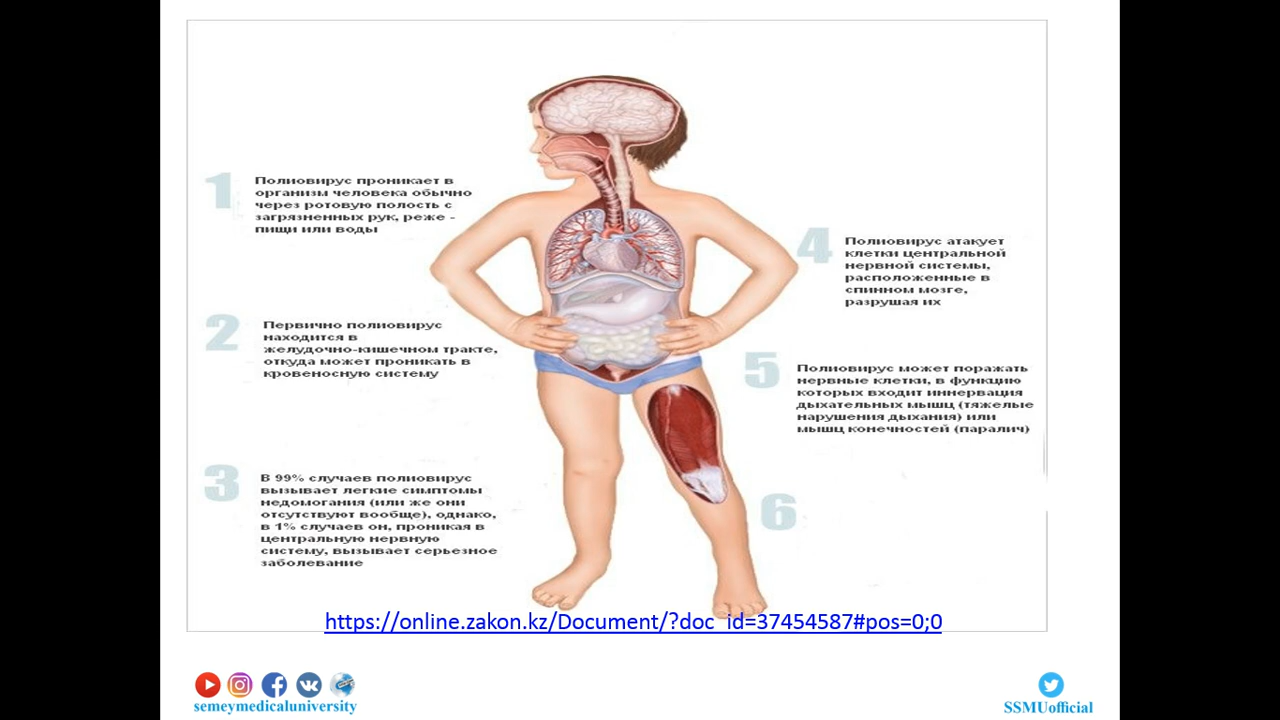 1
Полиовирус проникает в
организм человека обычно
через ротовую полость с
загрязненных рук, реже -
пищи или воды
2
Первично полиовирус
находится в
желудочно-кишечном тракте,
откуда может проникать в
кровеносную систему
3
В 99% случаев полиовирус
вызывает легкие симптомы
недомогания (или же они
отсутствуют вообще), однако,
в 1% случаев он, проникая в
центральную нервную
систему, вызывает серьезное
заболевание
4
Полиовирус атакует
клетки центральной
нервной системы,
расположенные в
спинном мозге,
разрушая их
5
Полиовирус может поражать
нервные клетки, в функцию
которых входит иннервация
дыхательных мышц (тяжелые
нарушения дыхания) или
мышц конечностей (паралич)
6
https://online.zakon.kz/Document/?doc_id=37454587#pos=0;0
semeymedicaluniversity
SSMUofficial